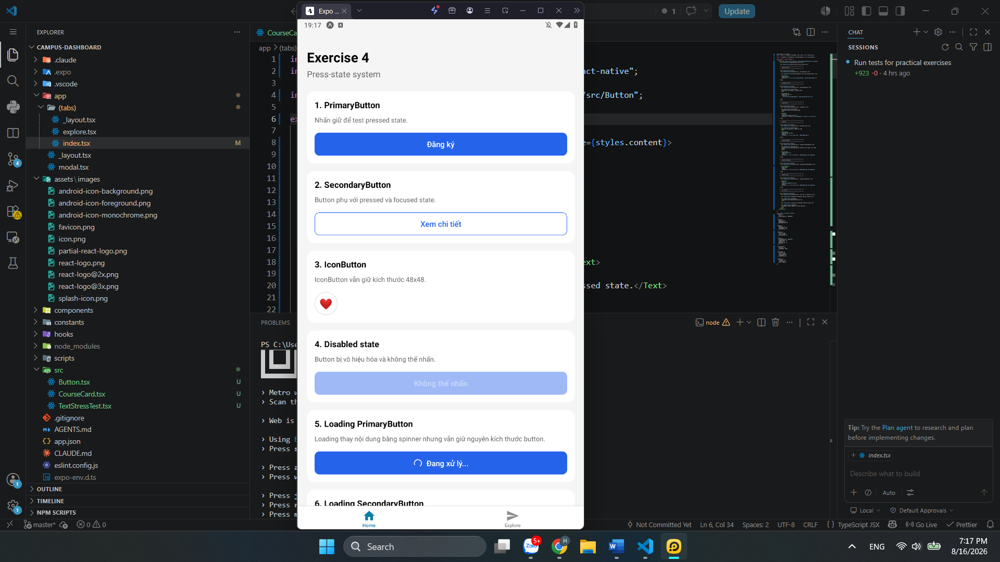 Expo ...
1
Update
19:17
EXPLORER
CAMPUS-DASHBOARD
.claude
.expo
.vscode
app
(tabs)
_layout.tsx
explore.tsx
index.tsx
M
_layout.tsx
modal.tsx
assets\images
android-icon-background.png
android-icon-foreground.png
android-icon-monochrome.png
favicon.png
icon.png
partial-react-logo.png
react-logo.png
react-logo@2x.png
react-logo@3x.png
splash-icon.png
components
constants
hooks
node_modules
scripts
src
Button.tsx
U
CourseCard.tsx
U
TextStressTest.tsx
U
.gitignore
AGENTS.md
app.json
CLAUDE.md
eslint.config.js
expo-env.d.ts
OUTLINE
TIMELINE
NPM SCRIPTS
4
1
1
CourseCa
app > (tabs)
1
2
3
4
5
6
7
8
9
10
11
12
13
14
15
16
17
18
19
20
21
22
act-native";
/src/Button";
e={styles.content}>
ext>
ssed state.</Text>
PROBLEMS
node
PS C:\Use
› Metro w
› Scan th
› Web is
› Using E
› Press s
› Press a
› Press w
› Press j
› Press r
› Press m
Exercise 4
Press-state system
1. PrimaryButton
Nhấn giữ để test pressed state.
Đăng ký
2. SecondaryButton
Button phụ với pressed và focused state.
Xem chi tiết
3. IconButton
IconButton vẫn giữ kích thước 48x48.
4. Disabled state
Button bị vô hiệu hóa và không thể nhấn.
Không thể nhấn
5. Loading PrimaryButton
Loading thay nội dung bằng spinner nhưng vẫn giữ nguyên kích thước button.
Đang xử lý...
6. Loading SecondaryButton
Home
Explore
CHAT
SESSIONS
Run tests for practical exercises
+923 -0 · 4 hrs ago
Tip: Try the Plan agent to research and plan
before implementing changes.
index.tsx
Describe what to build
Auto
Local
Default Approvals
master*
0
0
Not Committed Yet
Ln 6, Col 34
Spaces: 2
UTF-8
CRLF
{ } TypeScript JSX
Go Live
Prettier
Search
Zalo
5+
H
W
ENG
7:17 PM
8/16/2026